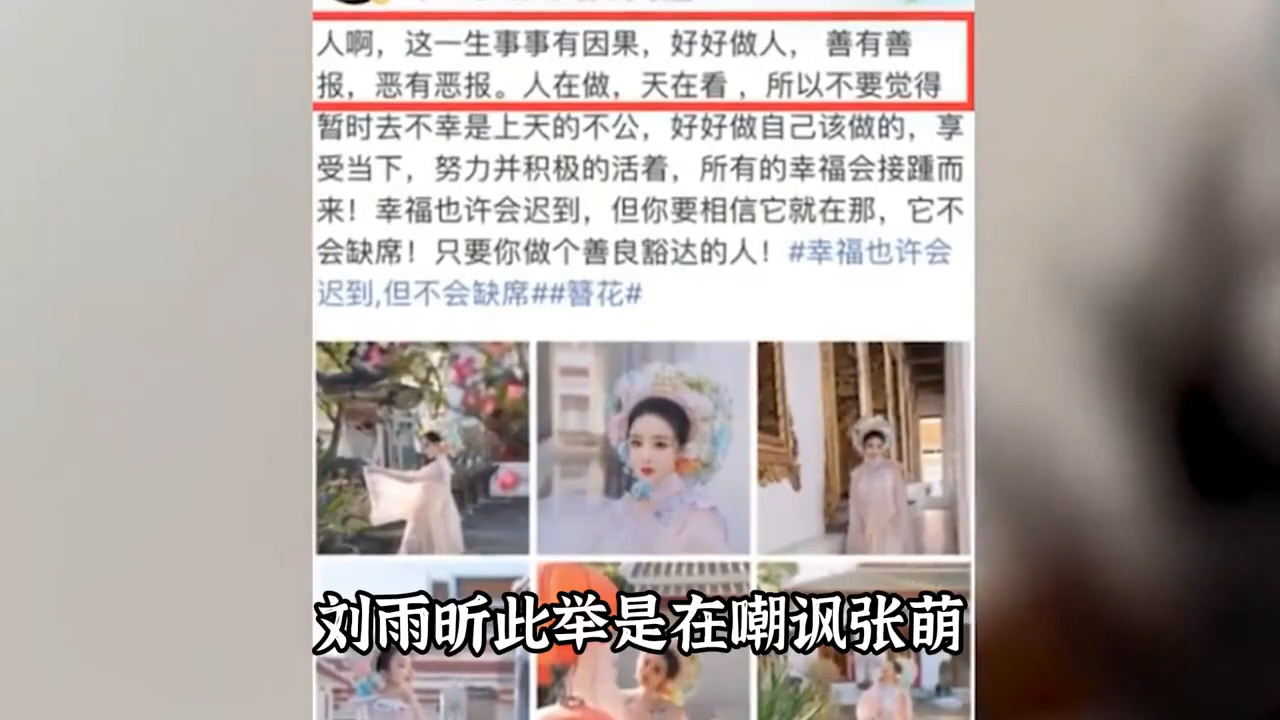 人啊，这一生事事有因果，好好做人， 善有善
报，恶有恶报。人在做，天在看 ，所以不要觉得
暂时去不幸是上天的不公，好好做自己该做的，享
受当下，努力并积极的活着，所有的幸福会接踵而
来！幸福也许会迟到，但你要相信它就在那，它不
会缺席！只要你做个善良豁达的人！#幸福也许会
迟到,但不会缺席##簪花#
刘雨昕此举是在嘲讽张萌